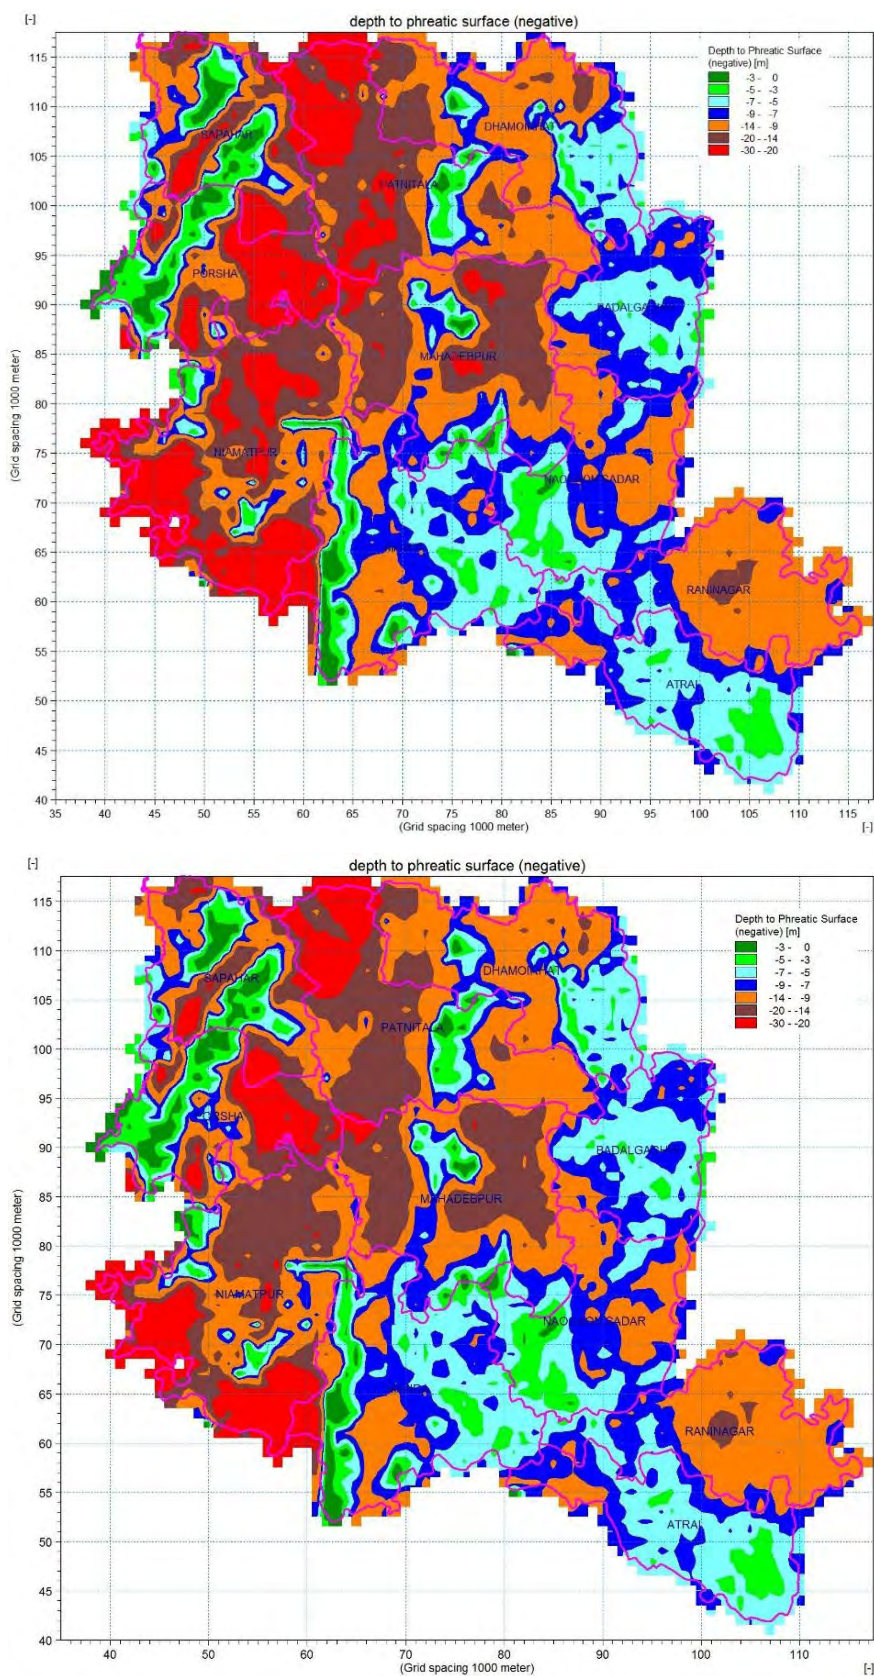 [-]
depth to phreatic surface (negative)
Depth to Phreatic Surface
(negative) [m]
-3 - 0
-5 - -3
-7 - -5
-9 - -7
-14 - -9
-20 - -14
-30 - -20
115
110
105
100
95
90
85
80
75
70
65
60
55
50
45
40
(Grid spacing 1000 meter)
SAPAHAR
DHAMOIRHAT
PATNITALA
PORSHA
BADALGACHI
MAHADEBPUR
NIAMATPUR
SADAR
RANINAGAR
ATRAI
35 40 45 50 55 60 65 70 75 80 85 90 95 100 105 110 115
(Grid spacing 1000 meter)
[-]
[-]
depth to phreatic surface (negative)
Depth to Phreatic Surface
(negative) [m]
-3 - 0
-5 - -3
-7 - -5
-9 - -7
-14 - -9
-20 - -14
-30 - -20
115
110
105
100
95
90
85
80
75
70
65
60
55
50
45
40
(Grid spacing 1000 meter)
SAPAHAR
DHAMOIRHAT
PATNITALA
PORSHA
BADALGACHI
MAHADEBPUR
NIAMATPUR
SADAR
RANINAGAR
ATRAI
40 50 60 70 80 90 100 110
(Grid spacing 1000 meter)
[-]